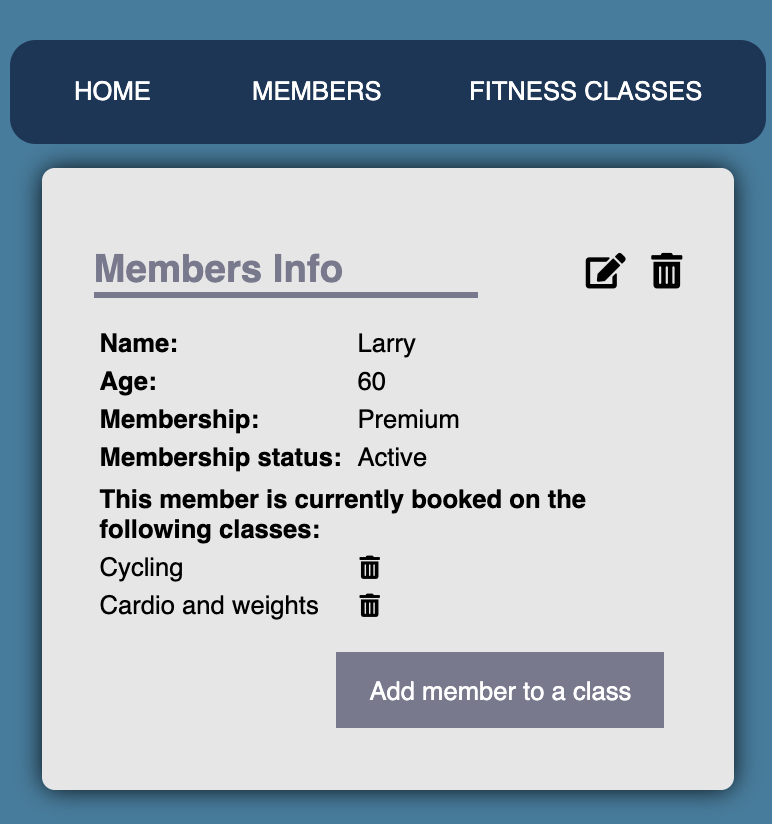 HOME MEMBERS FITNESS CLASSES
Members Info
Name: Larry
Age: 60
Membership: Premium
Membership status: Active
This member is currently booked on the
following classes:
Cycling
Cardio and weights
Add member to a class